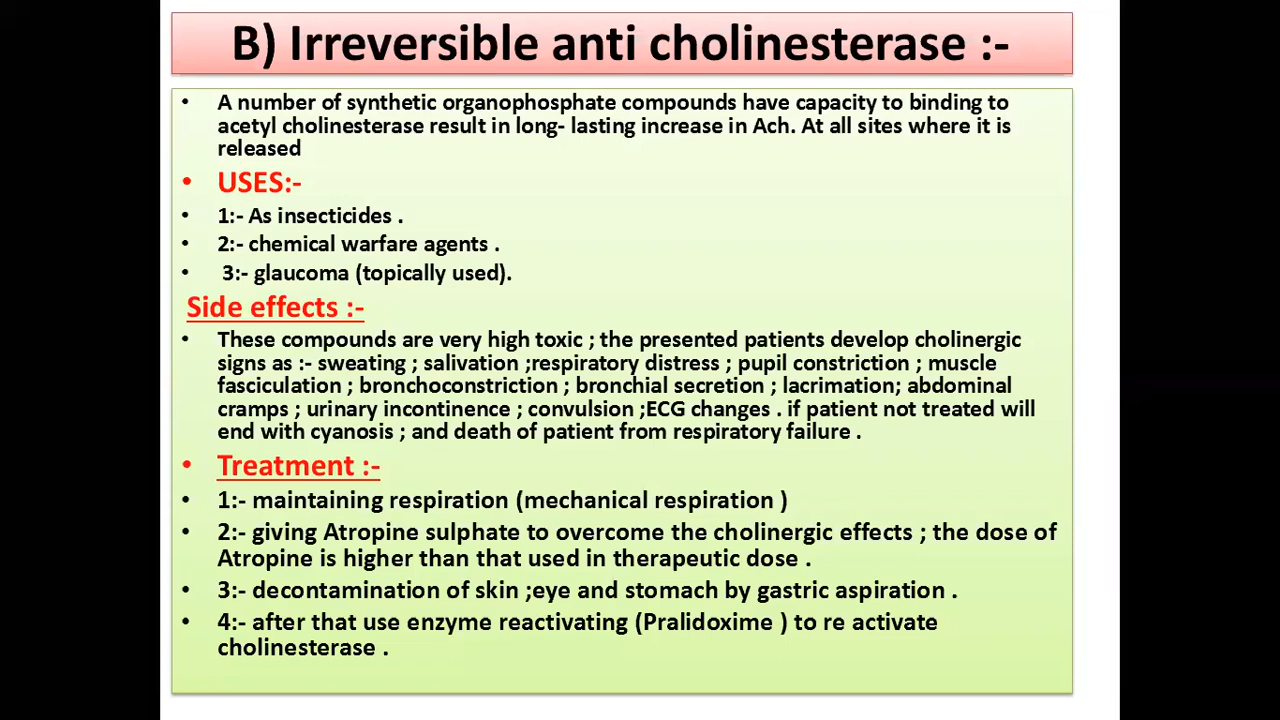 B) Irreversible anti cholinesterase :-
• A number of synthetic organophosphate compounds have capacity to binding to
acetyl cholinesterase result in long- lasting increase in Ach. At all sites where it is
released
• USES:-
• 1:- As insecticides .
• 2:- chemical warfare agents .
• 3:- glaucoma (topically used).
Side effects :-
• These compounds are very high toxic ; the presented patients develop cholinergic
signs as :- sweating ; salivation ;respiratory distress ; pupil constriction ; muscle
fasciculation ; bronchoconstriction ; bronchial secretion ; lacrimation; abdominal
cramps ; urinary incontinence ; convulsion ;ECG changes . if patient not treated will
end with cyanosis ; and death of patient from respiratory failure .
• Treatment :-
• 1:- maintaining respiration (mechanical respiration )
• 2:- giving Atropine sulphate to overcome the cholinergic effects ; the dose of
Atropine is higher than that used in therapeutic dose .
• 3:- decontamination of skin ;eye and stomach by gastric aspiration .
• 4:- after that use enzyme reactivating (Pralidoxime ) to re activate
cholinesterase .